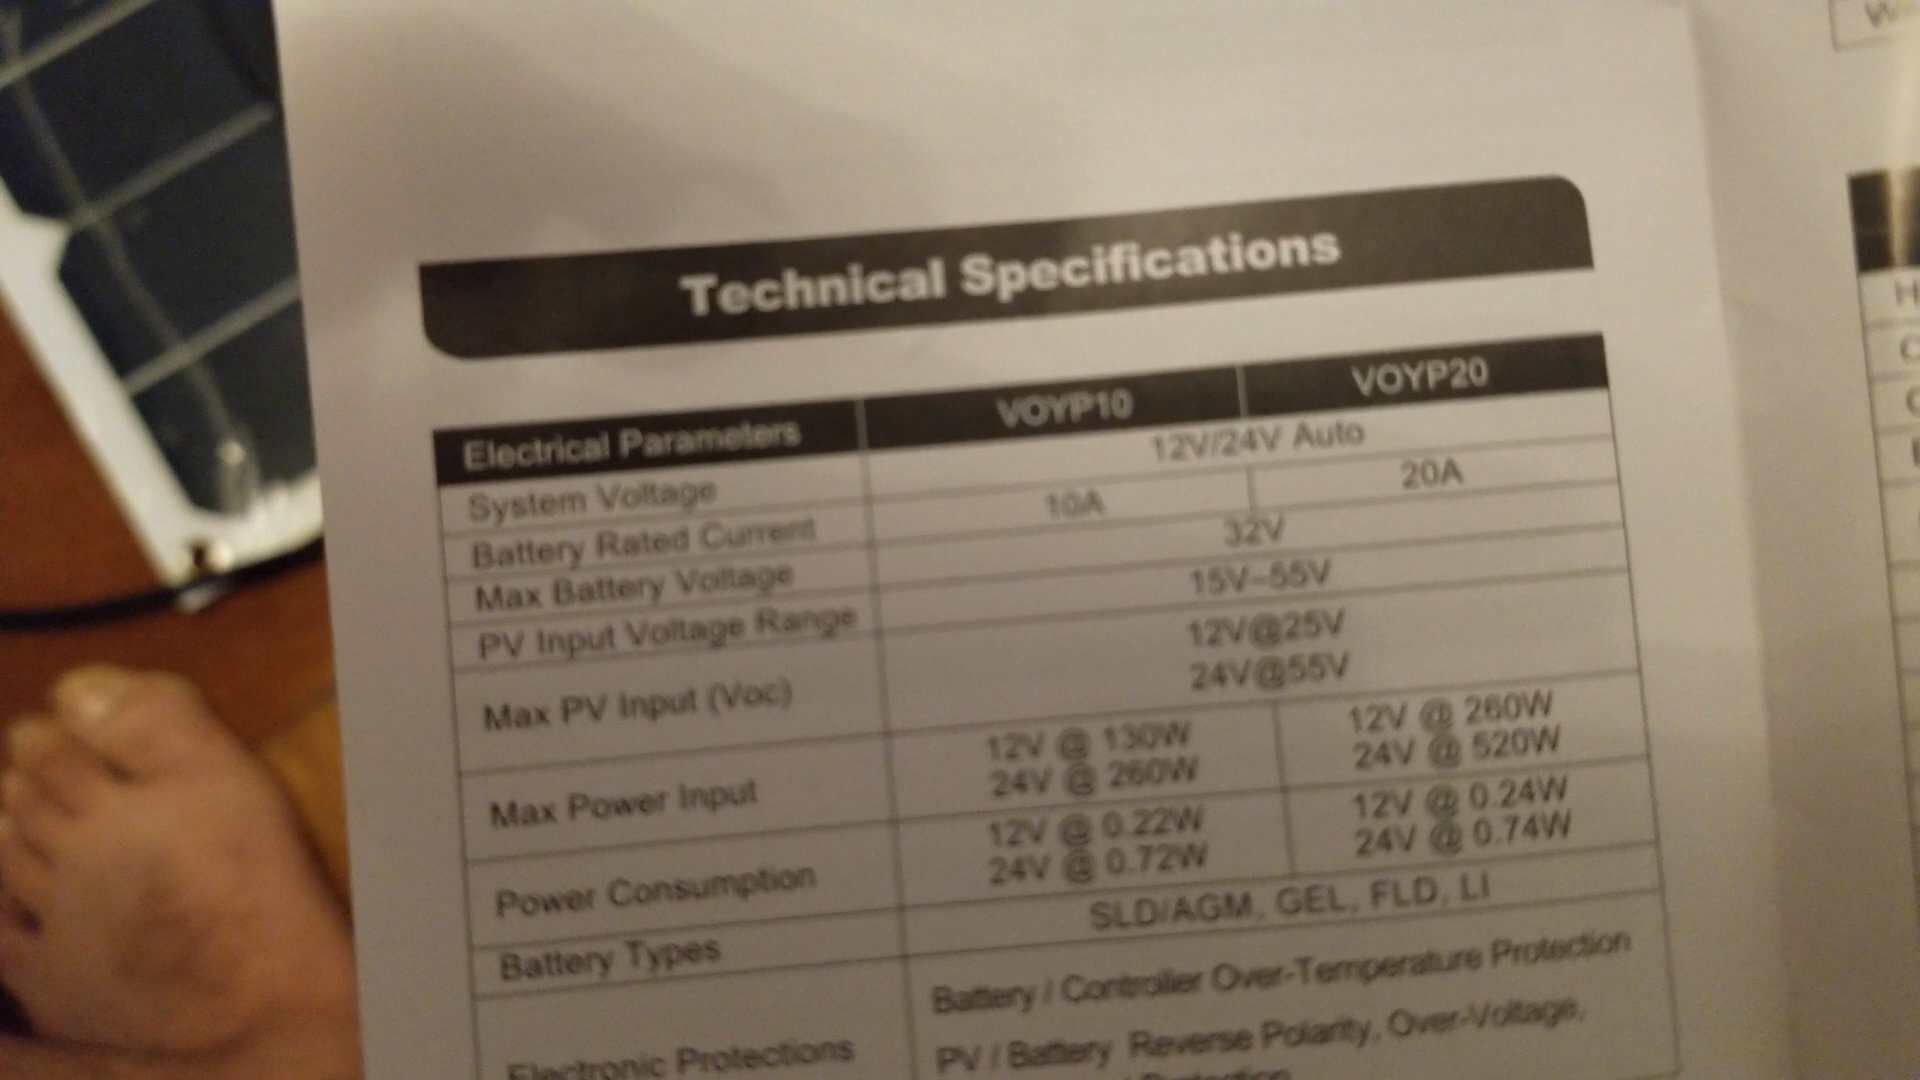 Technical Specifications
Electrical Parameters VOYP10 VOYP20
System Voltage 12V/24V Auto
Battery Rated Current 10A 20A
Max Battery Voltage 32V
PV Input Voltage Range 15V–55V
Max PV Input (Voc) 12V@25V
24V@55V
Max Power Input 12V @ 130W 12V @ 260W
24V @ 260W 24V @ 520W
Power Consumption 12V @ 0.22W 12V @ 0.24W
24V @ 0.72W 24V @ 0.74W
Battery Types SLD/AGM, GEL, FLD, LI
Electronic Protections Battery / Controller Over-Temperature Protection
PV / Battery Reverse Polarity, Over-Voltage,
Protection